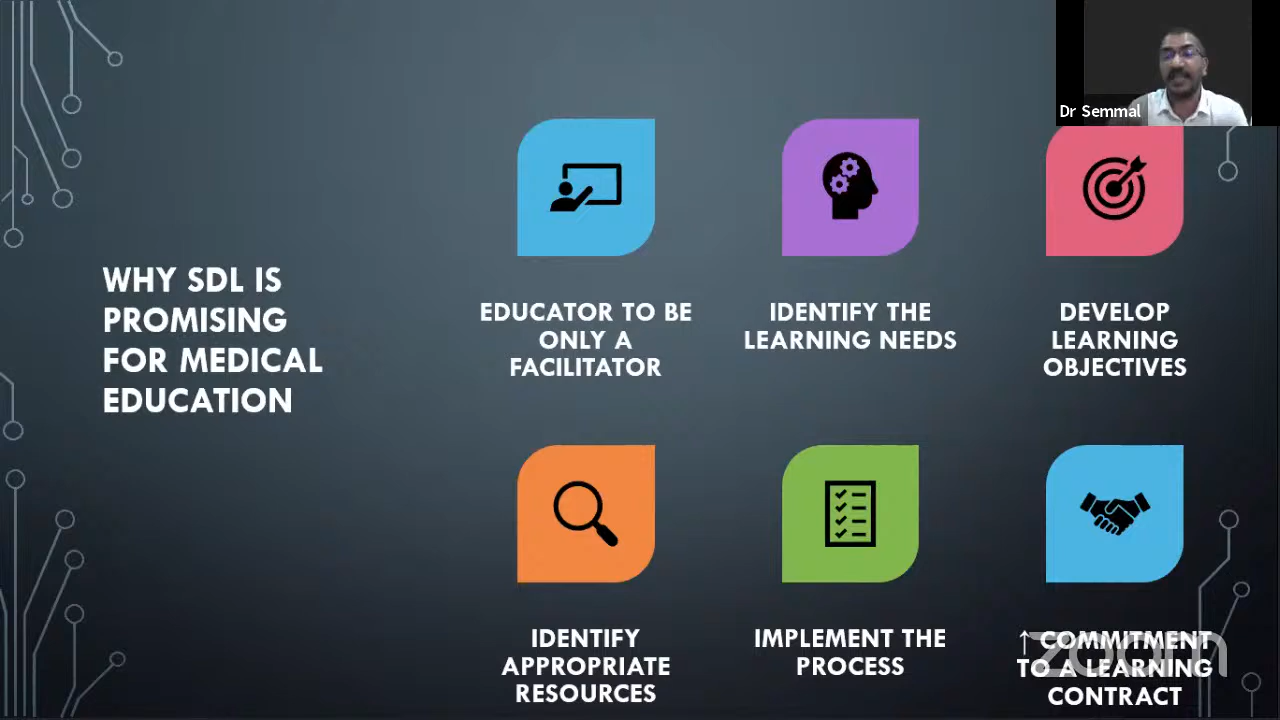 Dr Semmal
WHY SDL IS
PROMISING
FOR MEDICAL
EDUCATION
EDUCATOR TO BE
ONLY A
FACILITATOR
IDENTIFY THE
LEARNING NEEDS
DEVELOP
LEARNING
OBJECTIVES
IDENTIFY
APPROPRIATE
RESOURCES
IMPLEMENT THE
PROCESS
↑ COMMITMENT
TO A LEARNING
CONTRACT
zoom